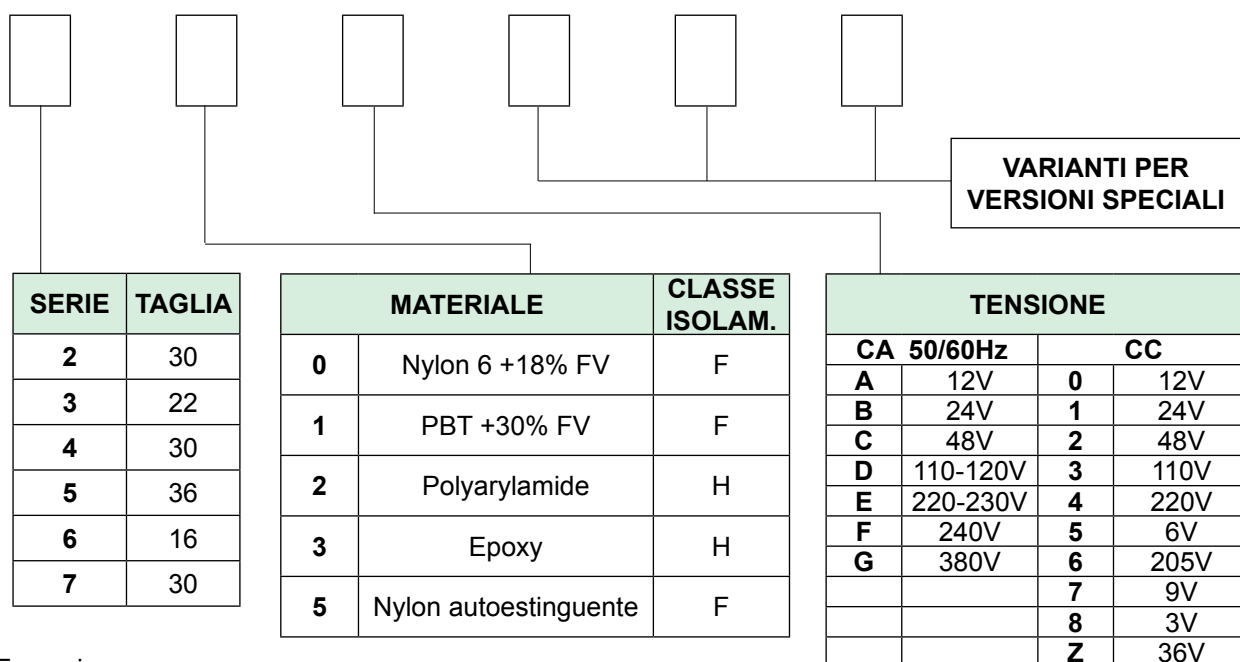 VARIANTI PER
VERSIONI SPECIALI
SERIE TAGLIA
2 30
3 22
4 30
5 36
6 16
7 30
MATERIALE CLASSE ISOLAM.
0 Nylon 6 +18% FV F
1 PBT +30% FV F
2 Polyarylamide H
3 Epoxy H
5 Nylon autoestinguente F
TENSIONE
CA 50/60Hz CC
A 12V 0 12V
B 24V 1 24V
C 48V 2 48V
D 110-120V 3 110V
E 220-230V 4 220V
F 240V 5 6V
G 380V 6 205V
7 9V
8 3V
Z 36V